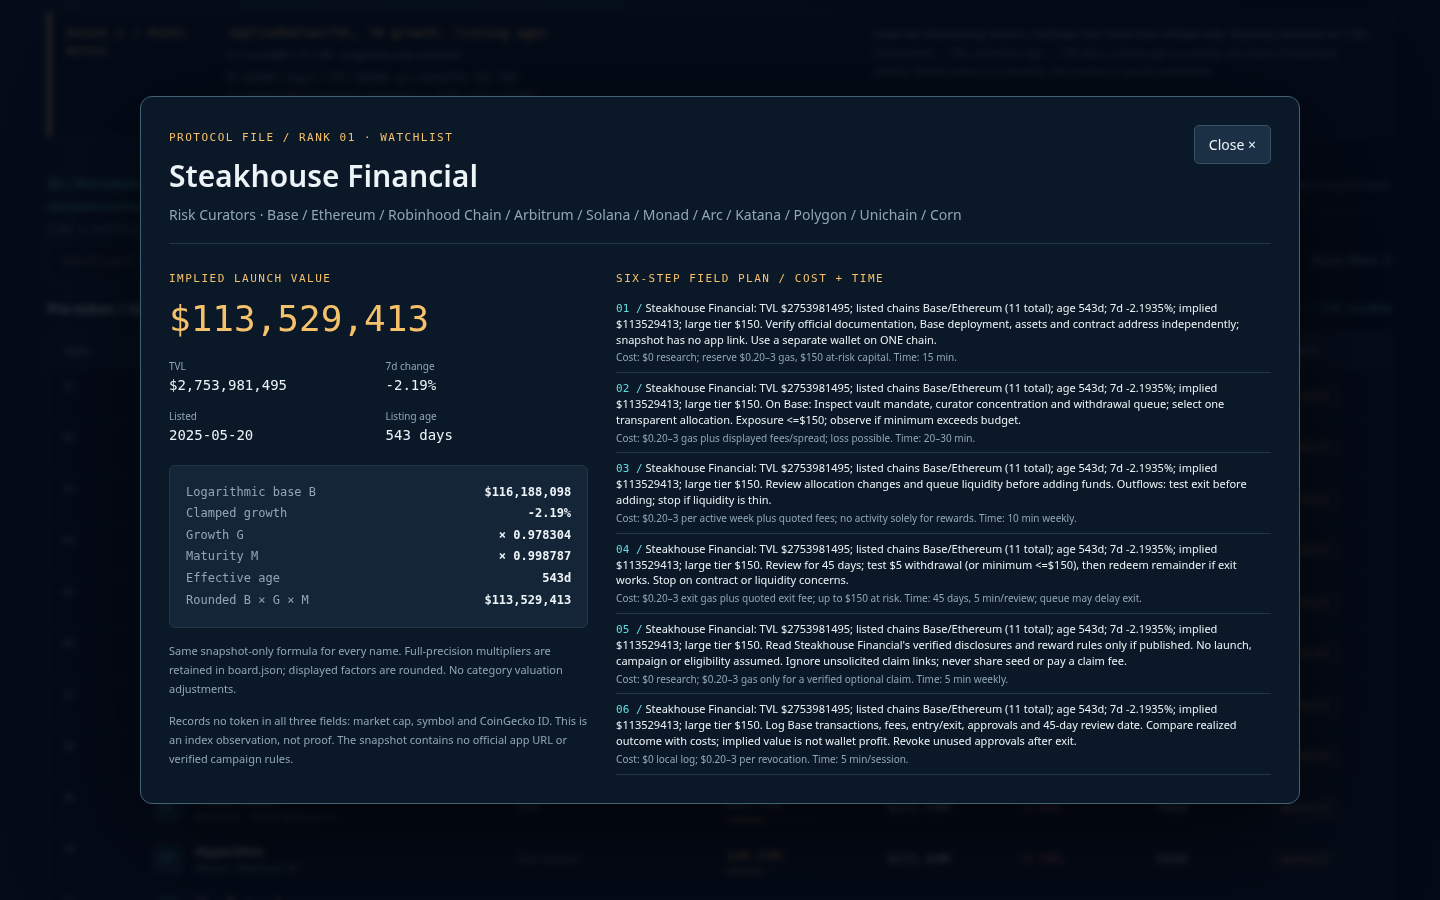 PROTOCOL FILE / RANK 01 · WATCHLIST
Close ×
Steakhouse Financial
Risk Curators · Base / Ethereum / Robinhood Chain / Arbitrum / Solana / Monad / Arc / Katana / Polygon / Unichain / Corn
IMPLIED LAUNCH VALUE
$113,529,413
TVL
7d change
$2,753,981,495
-2.19%
Listed
Listing age
2025-05-20
543 days
Logarithmic base B $116,188,098
Clamped growth -2.19%
Growth G × 0.978304
Maturity M × 0.998787
Effective age 543d
Rounded B × G × M $113,529,413
Same snapshot-only formula for every name. Full-precision multipliers are
retained in board.json; displayed factors are rounded. No category valuation
adjustments.
Records no token in all three fields: market cap, symbol and CoinGecko ID. This is
an index observation, not proof. The snapshot contains no official app URL or
verified campaign rules.
SIX-STEP FIELD PLAN / COST + TIME
01 / Steakhouse Financial: TVL $2753981495; listed chains Base/Ethereum (11 total); age 543d; 7d -2.1935%; implied
$113529413; large tier $150. Verify official documentation, Base deployment, assets and contract address independently;
snapshot has no app link. Use a separate wallet on ONE chain.
Cost: $0 research; reserve $0.20–3 gas, $150 at-risk capital. Time: 15 min.
02 / Steakhouse Financial: TVL $2753981495; listed chains Base/Ethereum (11 total); age 543d; 7d -2.1935%; implied
$113529413; large tier $150. On Base: Inspect vault mandate, curator concentration and withdrawal queue; select one
transparent allocation. Exposure <=$150; observe if minimum exceeds budget.
Cost: $0.20–3 gas plus displayed fees/spread; loss possible. Time: 20–30 min.
03 / Steakhouse Financial: TVL $2753981495; listed chains Base/Ethereum (11 total); age 543d; 7d -2.1935%; implied
$113529413; large tier $150. Review allocation changes and queue liquidity before adding funds. Outflows: test exit before
adding; stop if liquidity is thin.
Cost: $0.20–3 per active week plus quoted fees; no activity solely for rewards. Time: 10 min weekly.
04 / Steakhouse Financial: TVL $2753981495; listed chains Base/Ethereum (11 total); age 543d; 7d -2.1935%; implied
$113529413; large tier $150. Review for 45 days; test $5 withdrawal (or minimum <=$150), then redeem remainder if exit
works. Stop on contract or liquidity concerns.
Cost: $0.20–3 exit gas plus quoted exit fee; up to $150 at risk. Time: 45 days, 5 min/review; queue may delay exit.
05 / Steakhouse Financial: TVL $2753981495; listed chains Base/Ethereum (11 total); age 543d; 7d -2.1935%; implied
$113529413; large tier $150. Read Steakhouse Financial's verified disclosures and reward rules only if published. No launch,
campaign or eligibility assumed. Ignore unsolicited claim links; never share seed or pay a claim fee.
Cost: $0 research; $0.20–3 gas only for a verified optional claim. Time: 5 min weekly.
06 / Steakhouse Financial: TVL $2753981495; listed chains Base/Ethereum (11 total); age 543d; 7d -2.1935%; implied
$113529413; large tier $150. Log Base transactions, fees, entry/exit, approvals and 45-day review date. Compare realized
outcome with costs; implied value is not wallet profit. Revoke unused approvals after exit.
Cost: $0 local log; $0.20–3 per revocation. Time: 5 min/session.